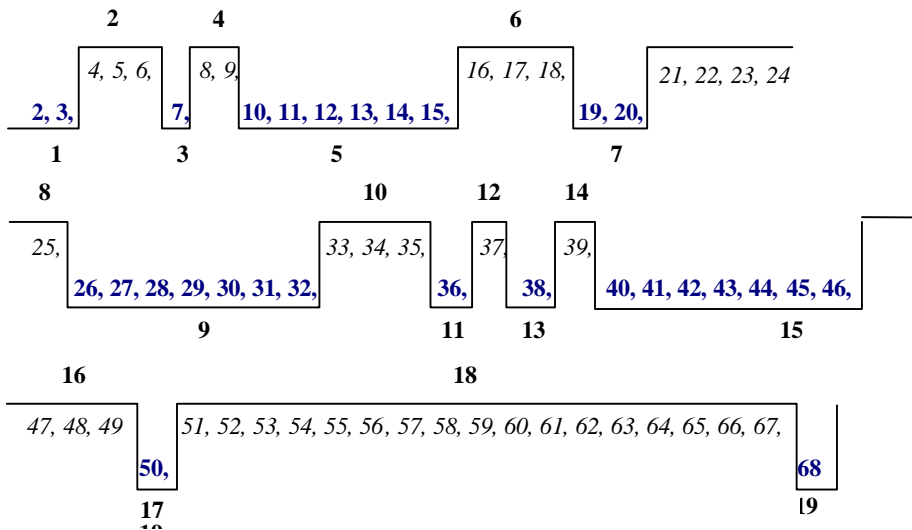 2 4 6
4, 5, 6, 8, 9, 16, 17, 18, 21, 22, 23, 24
2, 3, 7, 10, 11, 12, 13, 14, 15, 19, 20,
1 3 5 7
8 10 12 14
25, 33, 34, 35, 37, 39,
26, 27, 28, 29, 30, 31, 32, 36, 38, 40, 41, 42, 43, 44, 45, 46,
9 11 13 15
16 18
47, 48, 49 51, 52, 53, 54, 55, 56, 57, 58, 59, 60, 61, 62, 63, 64, 65, 66, 67,
50, 68
17 19